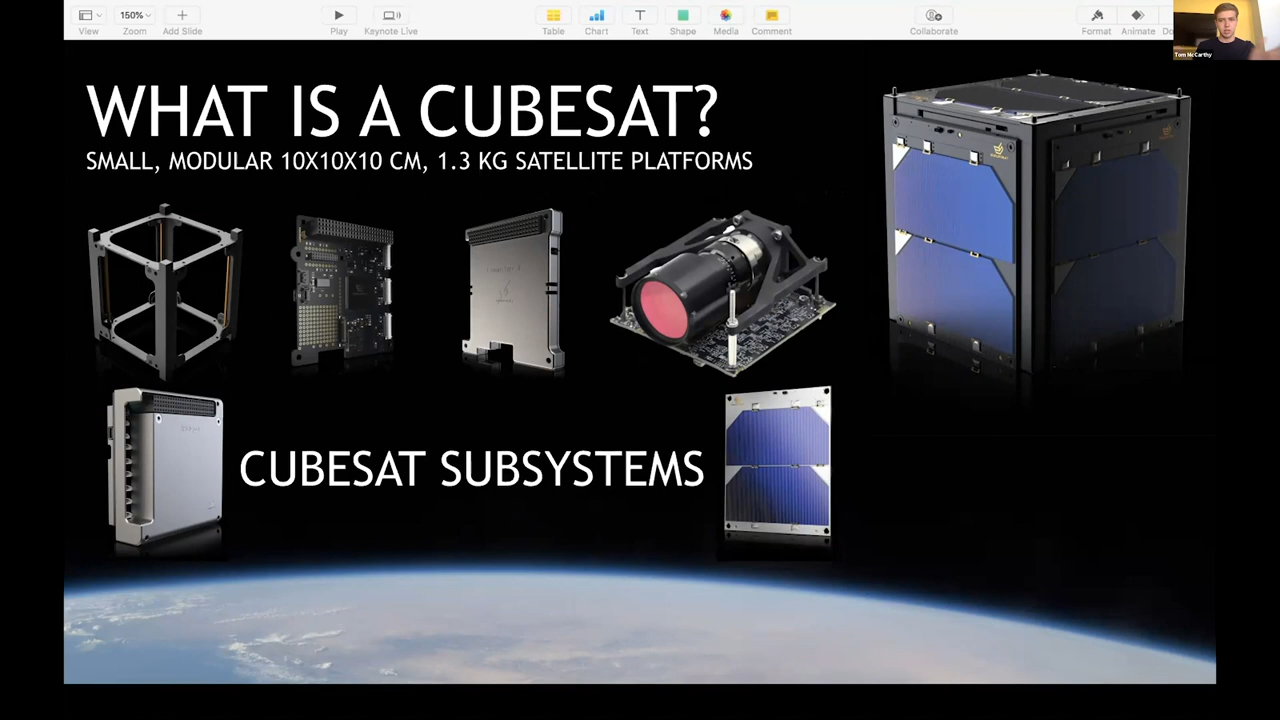 150%
View
Zoom
Add Slide
Play
Keynote Live
Table
Chart
Text
Shape
Media
Comment
Collaborate
Format
Animate
Tom McCarthy
WHAT IS A CUBESAT?
SMALL, MODULAR 10X10X10 CM, 1.3 KG SATELLITE PLATFORMS
CUBESAT SUBSYSTEMS